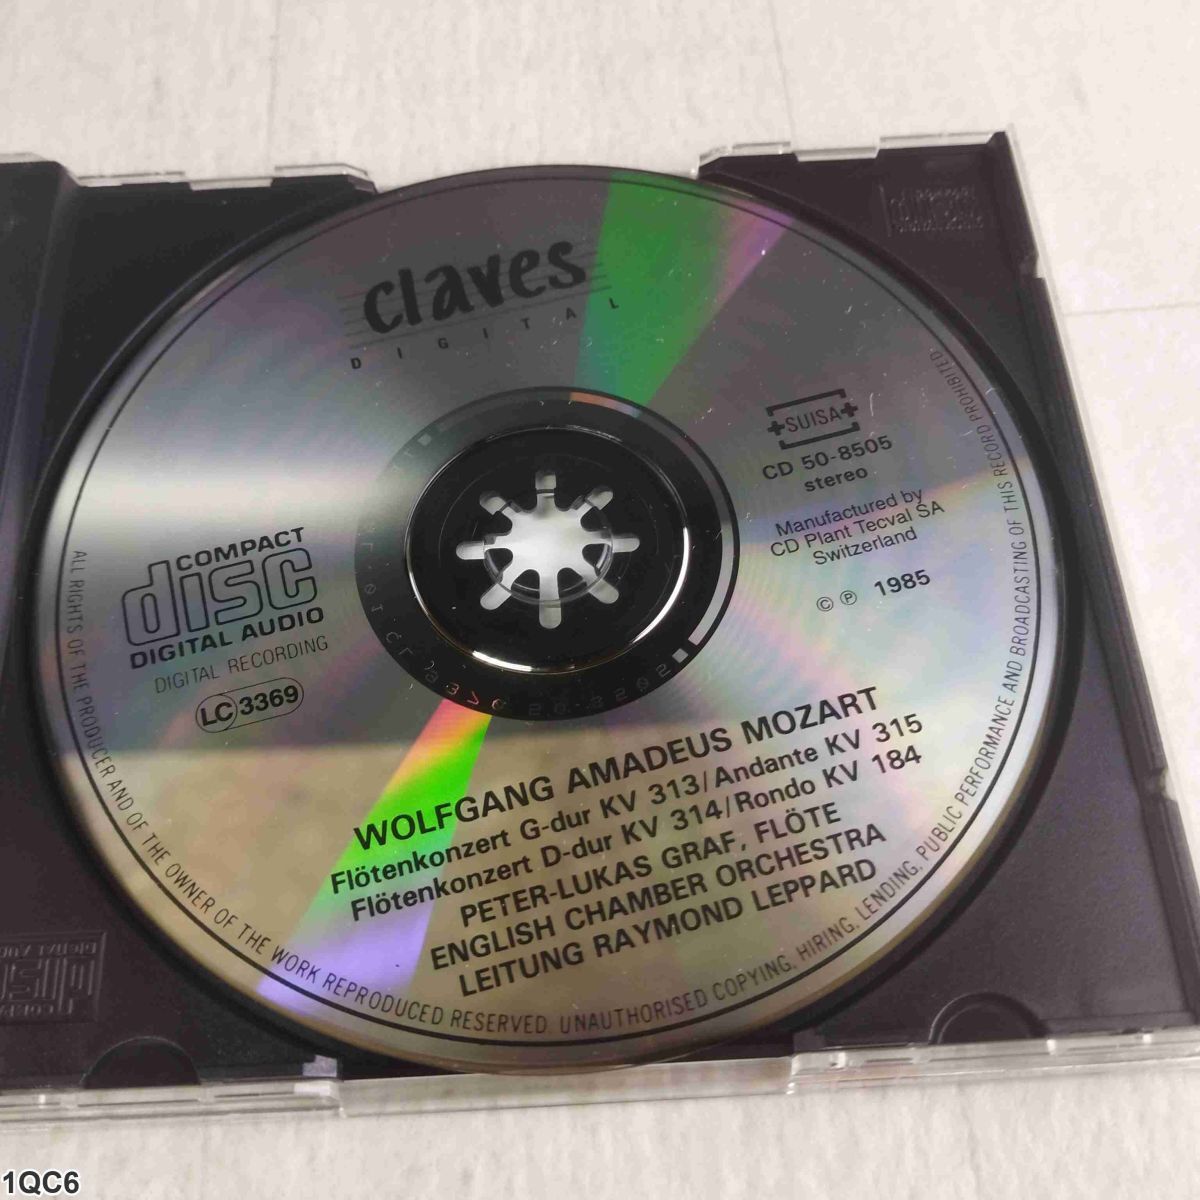 claves
DIGITAL
SUISA
CD 50-8505
stereo
Manufactured by
CD Plant Tecval SA
Switzerland
© ℗ 1985
COMPACT
disc
DIGITAL AUDIO
DIGITAL RECORDING
LC 3369
WOLFGANG AMADEUS MOZART
Flötenkonzert G-dur KV 313/Andante KV 315
Flötenkonzert D-dur KV 314/Rondo KV 184
PETER-LUKAS GRAF, FLÖTE
ENGLISH CHAMBER ORCHESTRA
LEITUNG RAYMOND LEPPARD
ALL RIGHTS OF THE PRODUCER AND OF THE OWNER OF THE WORK REPRODUCED RESERVED. UNAUTHORISED COPYING, HIRING, LENDING, PUBLIC PERFORMANCE AND BROADCASTING OF THIS RECORD PROHIBITED
COMPACT
disc
DIGITAL AUDIO
1QC6